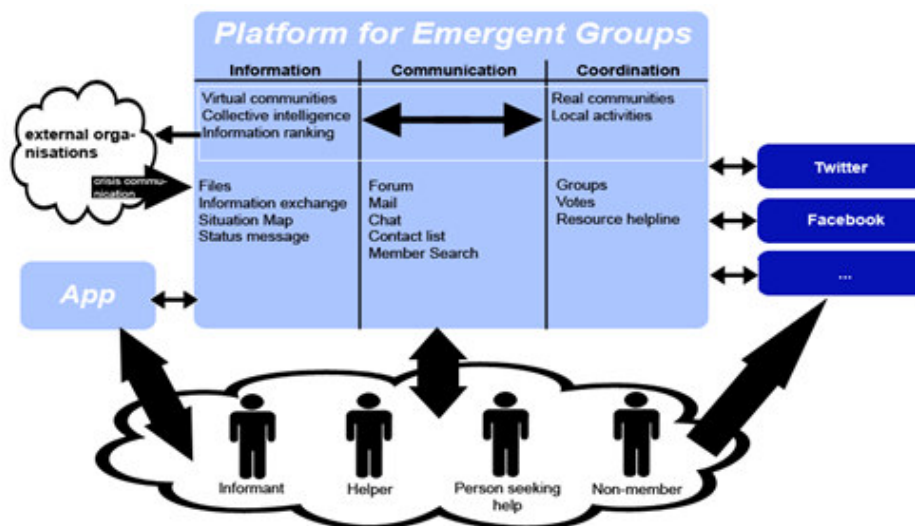 Platform for Emergent Groups
Information
Communication
Coordination
Virtual communities
Collective intelligence
Information ranking
Real communities
Local activities
external orga-
nisations
crisis commu-
nication
Files
Information exchange
Situation Map
Status message
Forum
Mail
Chat
Contact list
Member Search
Groups
Votes
Resource helpline
Twitter
Facebook
...
App
Informant
Helper
Person seeking
help
Non-member